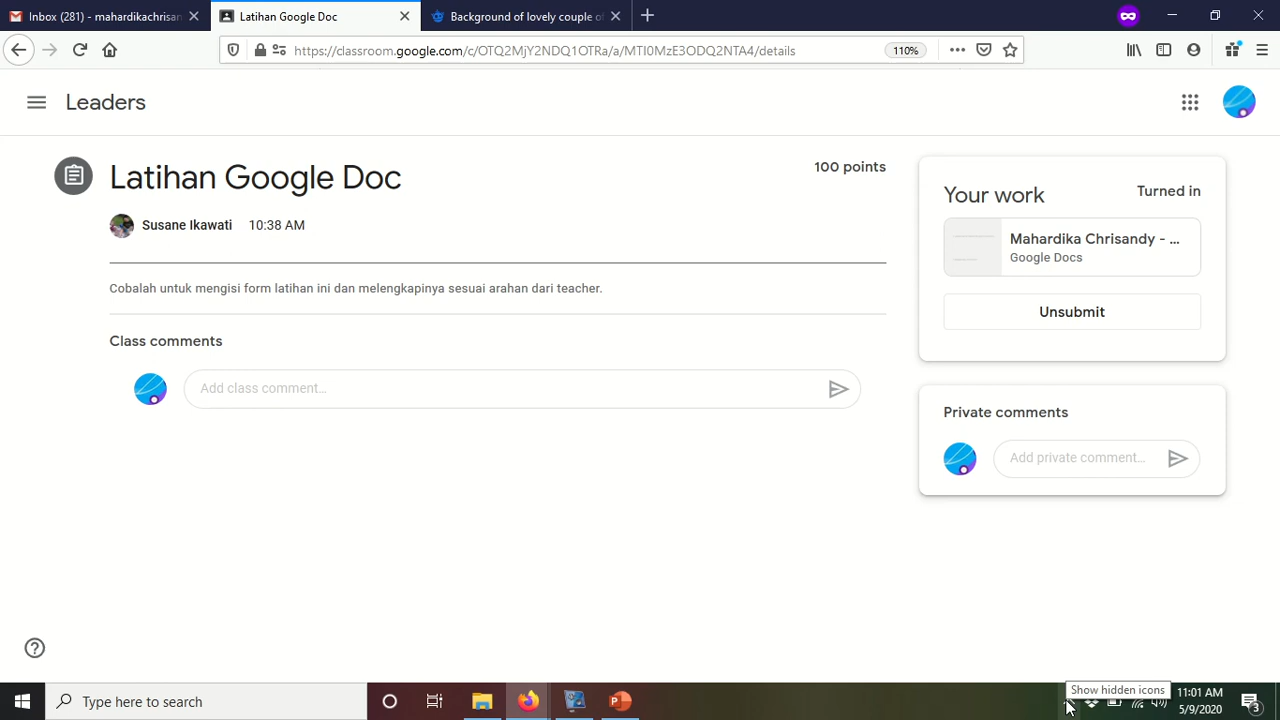 Inbox (281) - mahardikachrisan
Latihan Google Doc
Background of lovely couple of
https://classroom.google.com/c/OTQ2MjY2NDQ1OTRa/a/MTI0MzE3ODQ2NTA4/details
110%
Leaders
Latihan Google Doc
100 points
Susane Ikawati 10:38 AM
Cobalah untuk mengisi form latihan ini dan melengkapinya sesuai arahan dari teacher.
Class comments
Add class comment...
Your work
Turned in
Mahardika Chrisandy - ...
Google Docs
Unsubmit
Private comments
Add private comment...
Show hidden icons
Type here to search
11:01 AM
5/9/2020
3